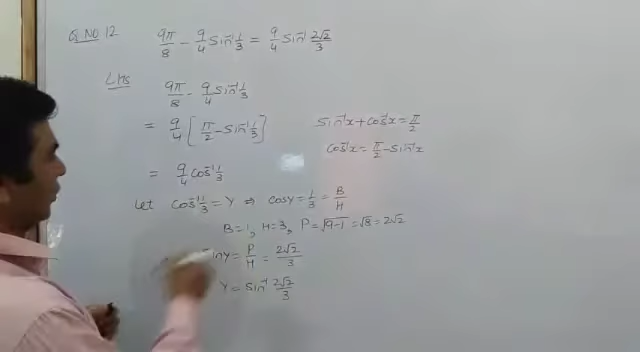 Q NO 12
9π/8 - 9/4 sin⁻¹ 1/3 = 9/4 sin⁻¹ 2√2/3
LHS
9π/8 - 9/4 sin⁻¹ 1/3
= 9/4 [π/2 - sin⁻¹ 1/3]
sin⁻¹x + cos⁻¹x = π/2
cos⁻¹x = π/2 - sin⁻¹x
= 9/4 cos⁻¹ 1/3
Let cos⁻¹ 1/3 = Y ⇒ cosY = 1/3 = B/H
B=1, H=3, P=√9-1 = √8 = 2√2
inY = P/H = 2√2/3
Y = sin⁻¹ 2√2/3